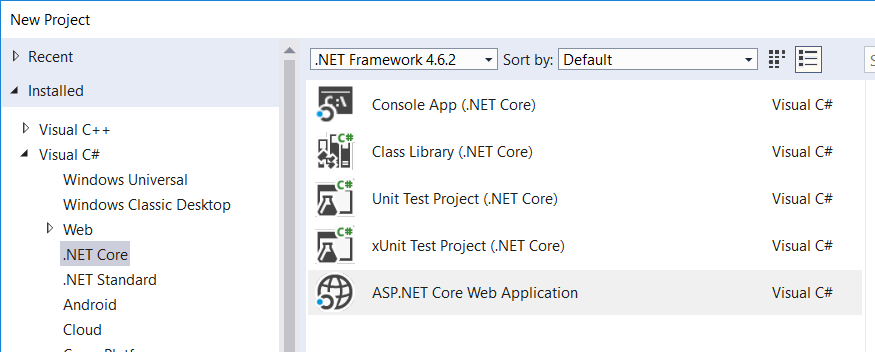 New Project
Recent
Installed
Visual C++
Visual C#
Windows Universal
Windows Classic Desktop
Web
.NET Core
.NET Standard
Android
Cloud
.NET Framework 4.6.2
Sort by:
Default
Console App (.NET Core) Visual C#
Class Library (.NET Core) Visual C#
Unit Test Project (.NET Core) Visual C#
xUnit Test Project (.NET Core) Visual C#
ASP.NET Core Web Application Visual C#